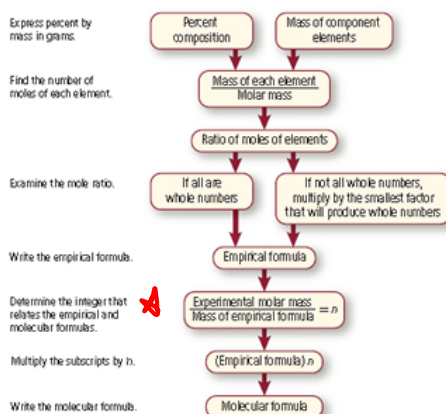 Express percent by
mass in grams.
Percent
composition
Mass of component
elements
Find the number of
moles of each element.
Mass of each element
Molar mass
Ratio of moles of elements
Examine the mole ratio.
If all are
whole numbers
If not all whole numbers,
multiply by the smallest factor
that will produce whole numbers
Write the empirical formula.
Empirical formula
Determine the integer that
relates the empirical and
molecular formulas.
Experimental molar mass
Mass of empirical formula
= n
Multiply the subscripts by n.
(Empirical formula) n
Write the molecular formula.
Molecular formula